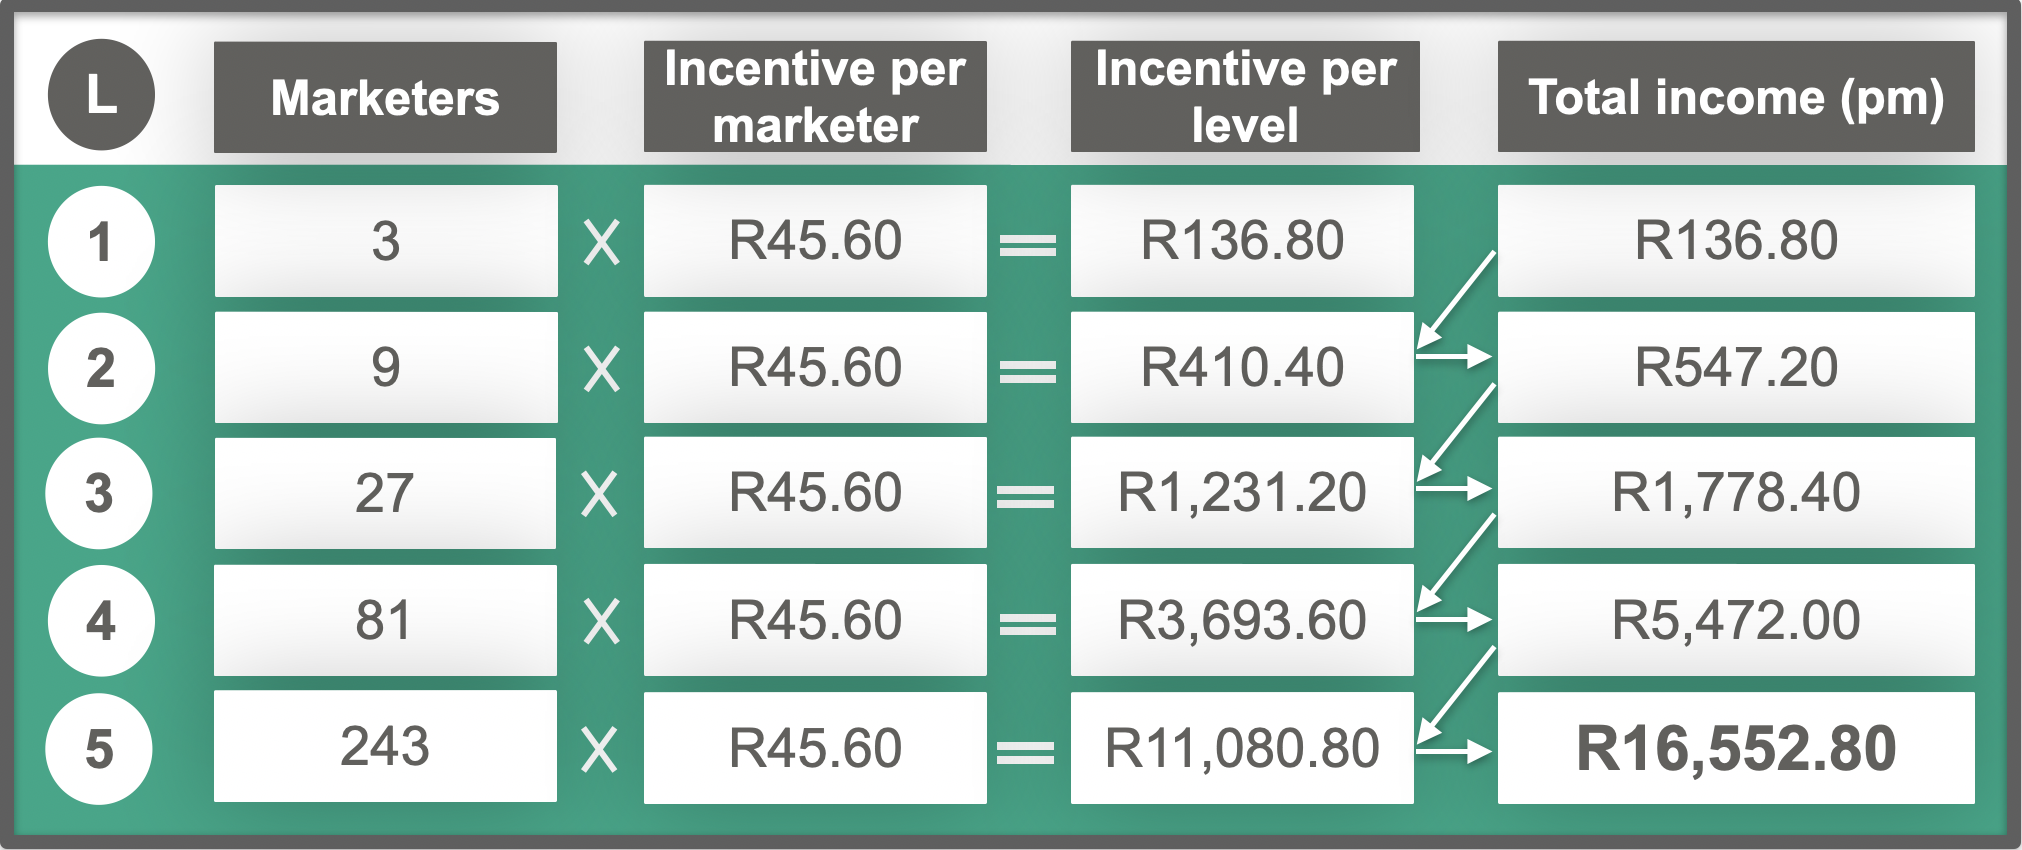 L Marketers Incentive per marketer Incentive per level Total income (pm)
1 3 X R45.60 = R136.80 R136.80
2 9 X R45.60 = R410.40 R547.20
3 27 X R45.60 = R1,231.20 R1,778.40
4 81 X R45.60 = R3,693.60 R5,472.00
5 243 X R45.60 = R11,080.80 R16,552.80